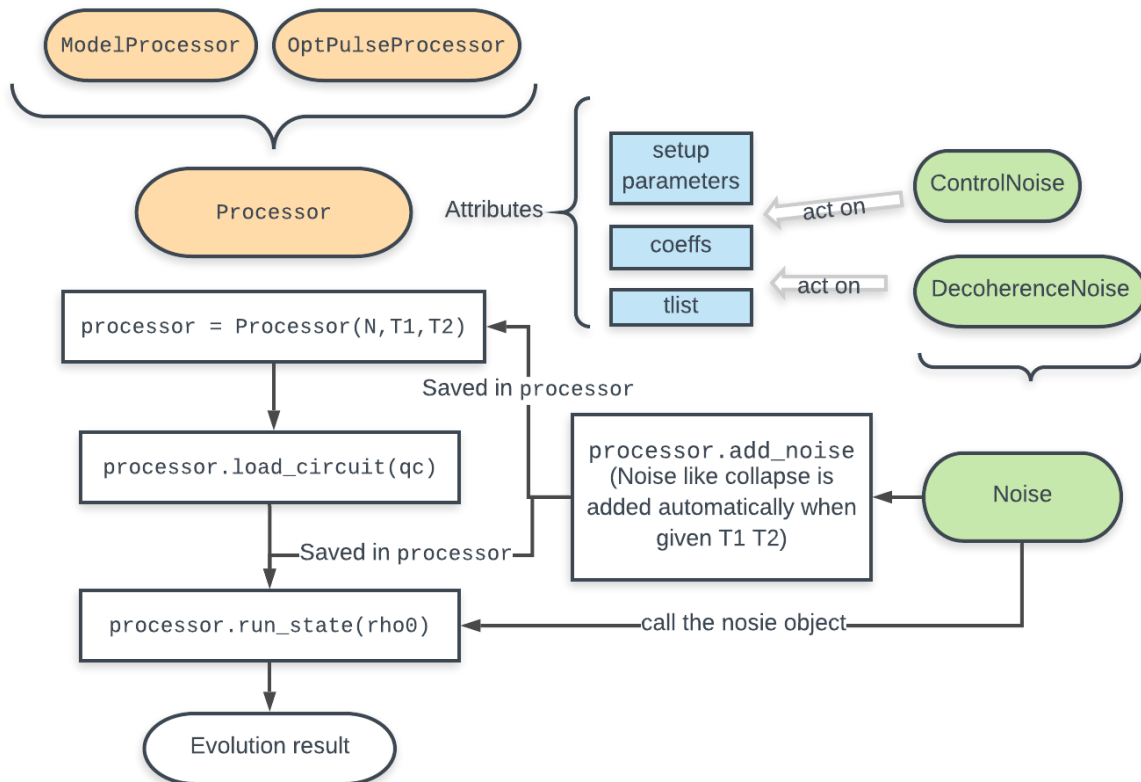 ModelProcessor
OptPulseProcessor
Processor
Attributes
setup
parameters
coeffs
tlist
act on
act on
ControlNoise
DecoherenceNoise
processor = Processor(N,T1,T2)
Saved in processor
processor.load_circuit(qc)
processor.add_noise
(Noise like collapse is
added automatically when
given T1 T2)
Noise
Saved in processor
processor.run_state(rho0)
call the nosie object
Evolution result